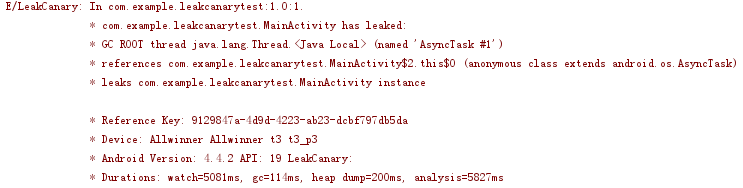 E/LeakCanary: In com.example.leakcanarytest:1.0:1.
* com.example.leakcanarytest.MainActivity has leaked:
* GC ROOT thread java.lang.Thread.<Java Local> (named 'AsyncTask #1')
* references com.example.leakcanarytest.MainActivity$2.this$0 (anonymous class extends android.os.AsyncTask)
* leaks com.example.leakcanarytest.MainActivity instance
* Reference Key: 9129847a-4d9d-4223-ab23-dcbf797db5da
* Device: Allwinner Allwinner t3 t3_p3
* Android Version: 4.4.2 API: 19 LeakCanary:
* Durations: watch=5081ms, gc=114ms, heap dump=200ms, analysis=5827ms